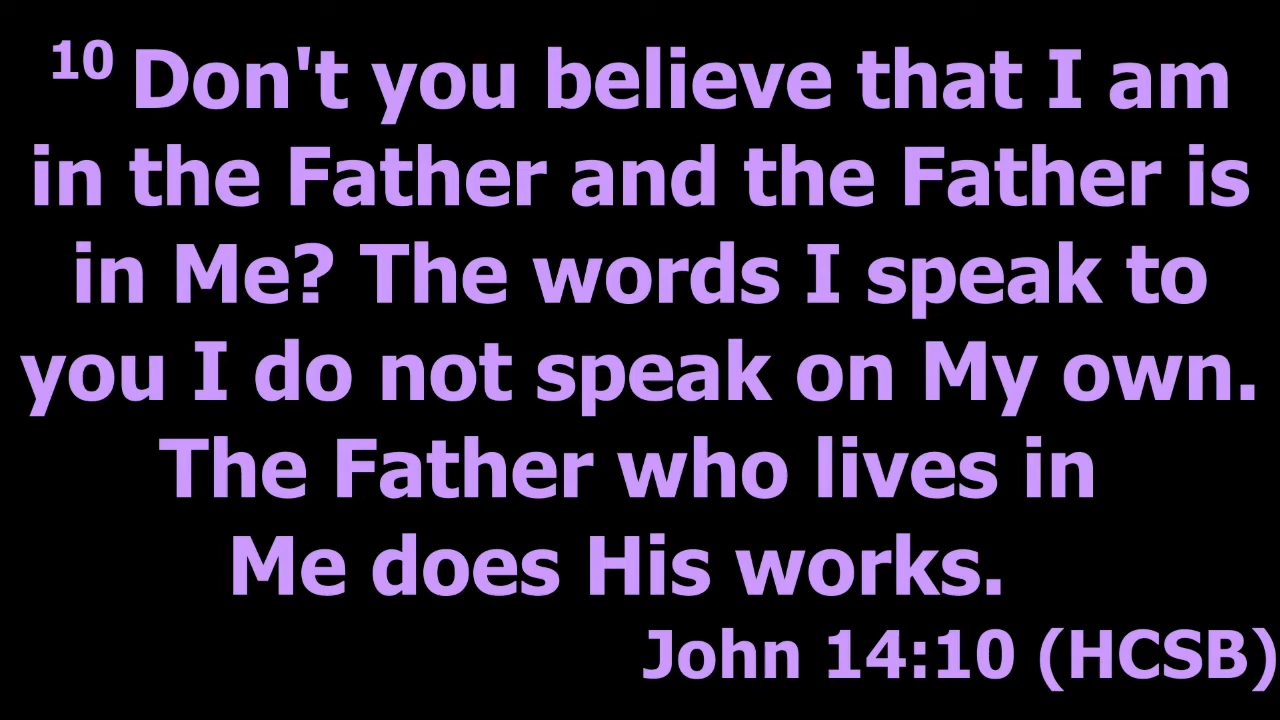 10 Don't you believe that I am
in the Father and the Father is
in Me? The words I speak to
you I do not speak on My own.
The Father who lives in
Me does His works.
John 14:10 (HCSB)